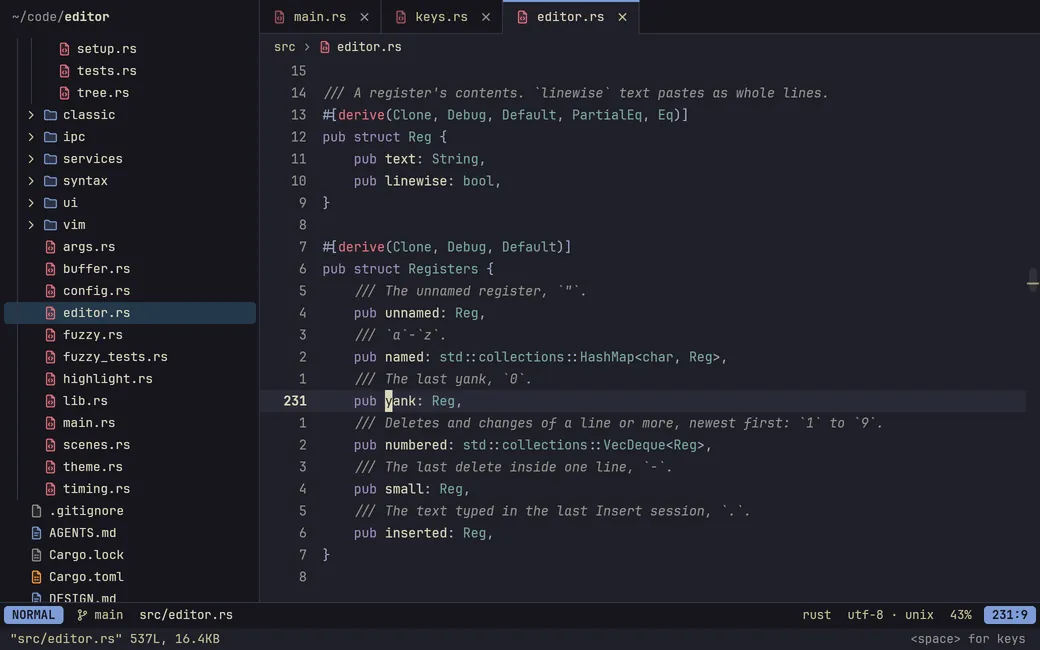 ~/code/editor
main.rs
keys.rs
editor.rs
src > editor.rs
setup.rs
tests.rs
tree.rs
classic
ipc
services
syntax
ui
vim
args.rs
buffer.rs
config.rs
editor.rs
fuzzy.rs
fuzzy_tests.rs
highlight.rs
lib.rs
main.rs
scenes.rs
theme.rs
timing.rs
.gitignore
AGENTS.md
Cargo.lock
Cargo.toml
DESIGN.md
15
14 /// A register's contents. `linewise` text pastes as whole lines.
13 #[derive(Clone, Debug, Default, PartialEq, Eq)]
12 pub struct Reg {
11 pub text: String,
10 pub linewise: bool,
9 }
8
7 #[derive(Clone, Debug, Default)]
6 pub struct Registers {
5 /// The unnamed register, `"`.
4 pub unnamed: Reg,
3 /// `a`-`z`.
2 pub named: std::collections::HashMap<char, Reg>,
1 /// The last yank, `0`.
231 pub yank: Reg,
1 /// Deletes and changes of a line or more, newest first: `1` to `9`.
2 pub numbered: std::collections::VecDeque<Reg>,
3 /// The last delete inside one line, `-`.
4 pub small: Reg,
5 /// The text typed in the last Insert session, `.`.
6 pub inserted: Reg,
7 }
8
NORMAL main src/editor.rs rust utf-8 · unix 43% 231:9
"src/editor.rs" 537L, 16.4KB <space> for keys